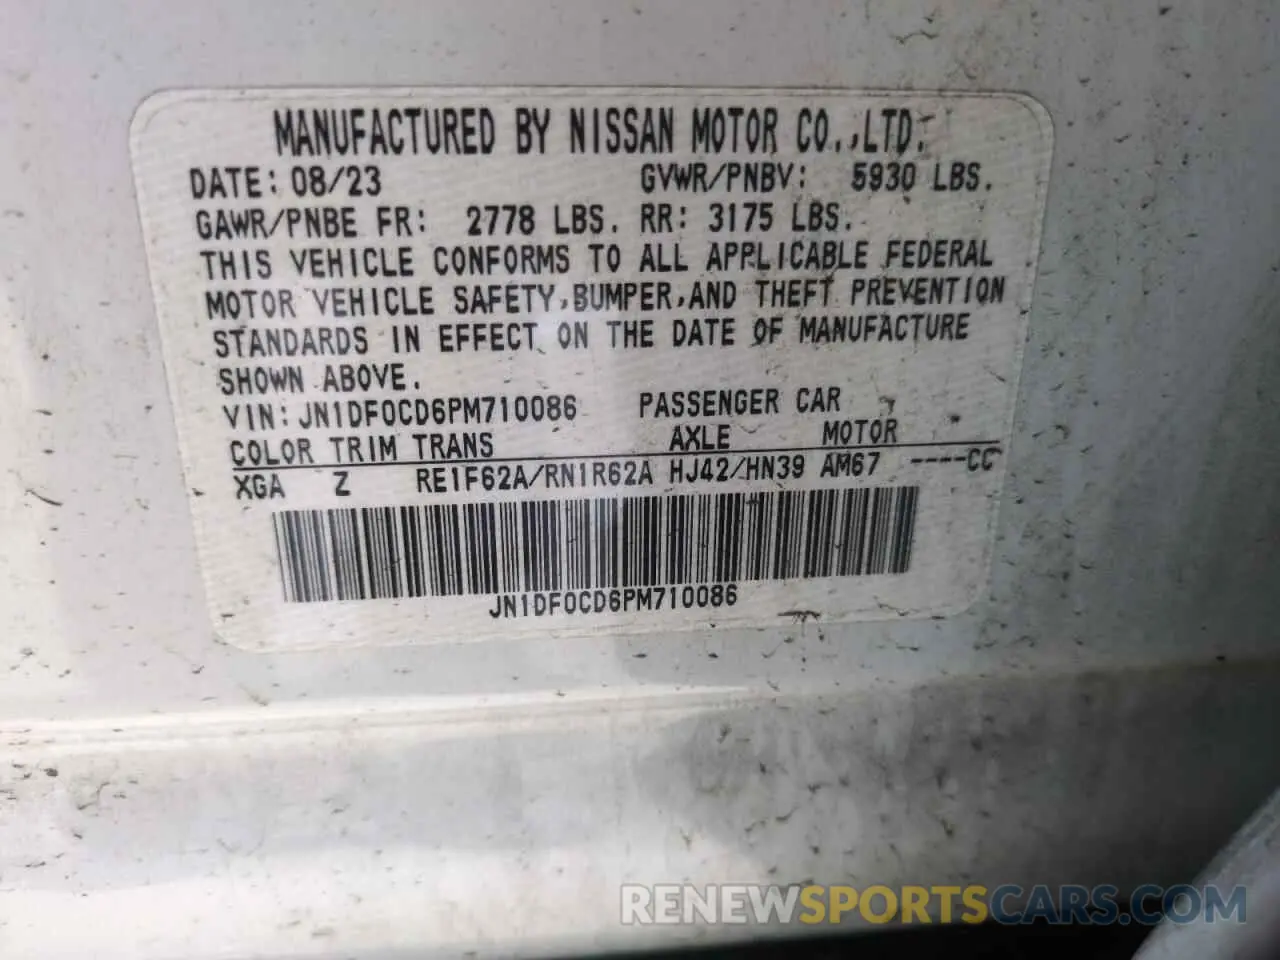 MANUFACTURED BY NISSAN MOTOR CO.,LTD.
DATE: 08/23 GVWR/PNBV: 5930 LBS.
GAWR/PNBE FR: 2778 LBS. RR: 3175 LBS.
THIS VEHICLE CONFORMS TO ALL APPLICABLE FEDERAL
MOTOR VEHICLE SAFETY,BUMPER,AND THEFT PREVENTION
STANDARDS IN EFFECT ON THE DATE OF MANUFACTURE
SHOWN ABOVE.
VIN: JN1DF0CD6PM710086 PASSENGER CAR
COLOR TRIM TRANS AXLE MOTOR
XGA Z RE1F62A/RN1R62A HJ42/HN39 AM67 ----CC
JN1DF0CD6PM710086
RENEWSPORTSCARS.COM